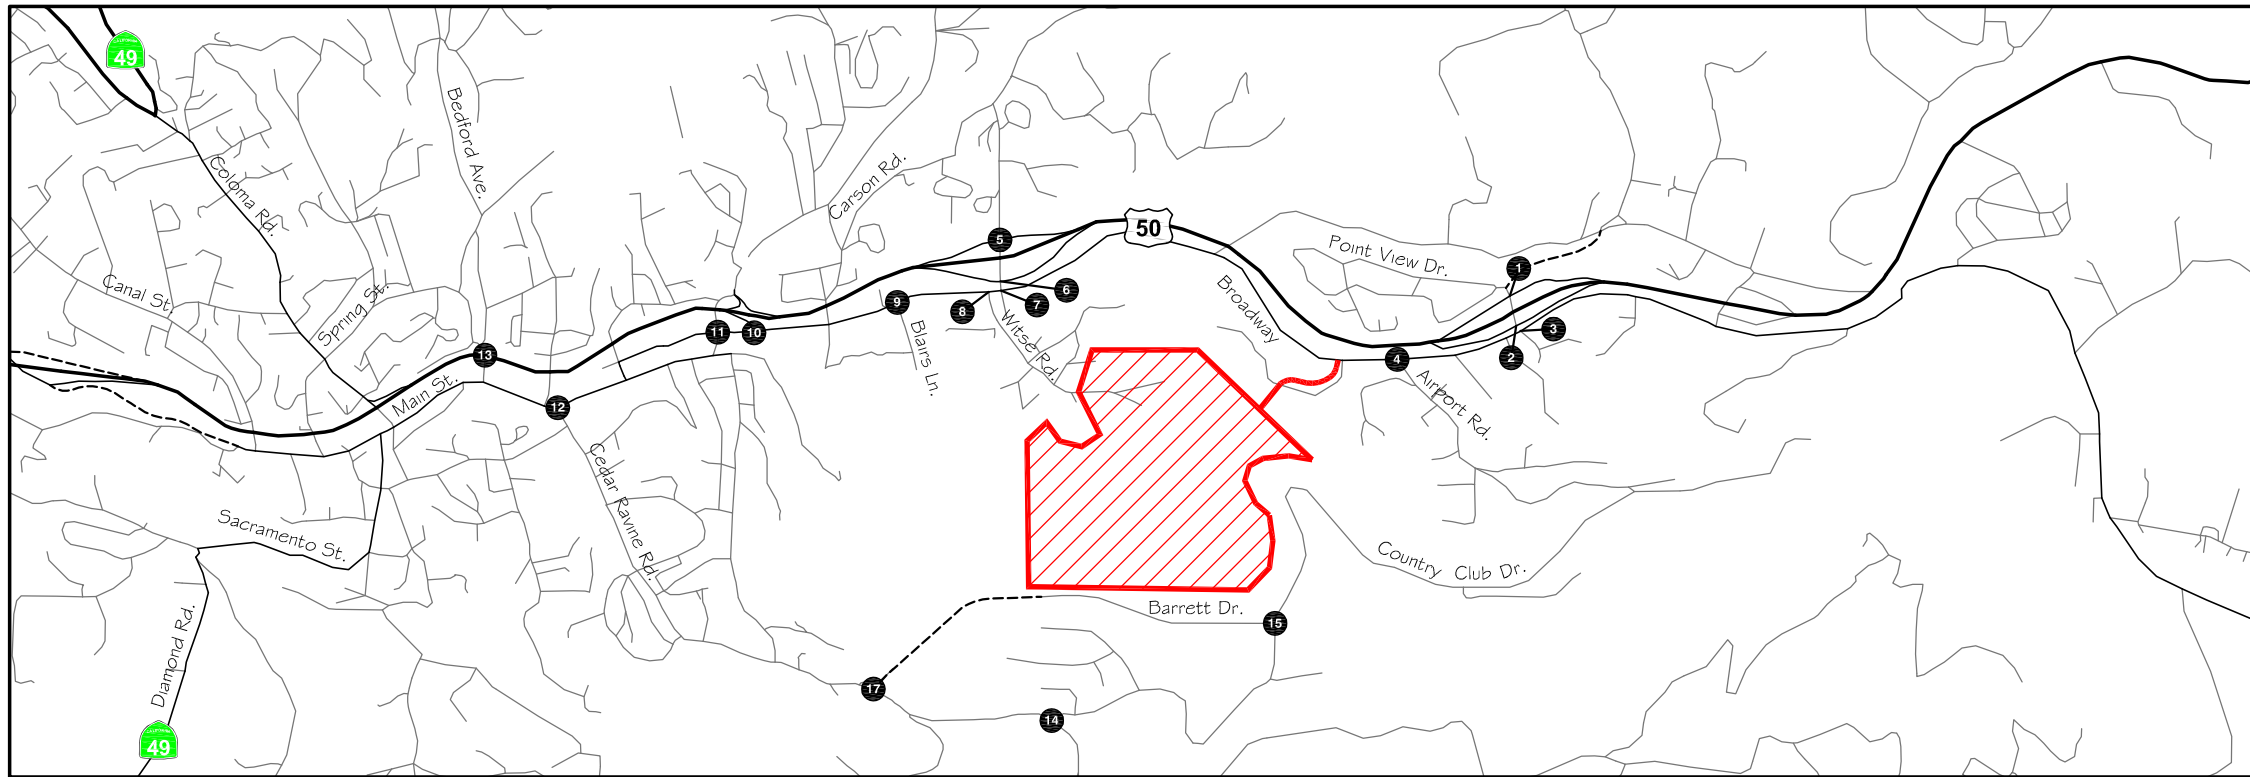 49
Bedford Ave.
Coloma Rd.
Carson Rd.
50
5
Point View Dr.
1
Canal St.
Spring St.
Broadway
6
9
7
8
Witse Rd.
Blairs Ln.
11
10
3
13
2
4
Main St.
12
Airport Rd.
Cedar Ravine Rd.
Sacramento St.
Country Club Dr.
Barrett Dr.
15
Diamond Rd.
17
14
49